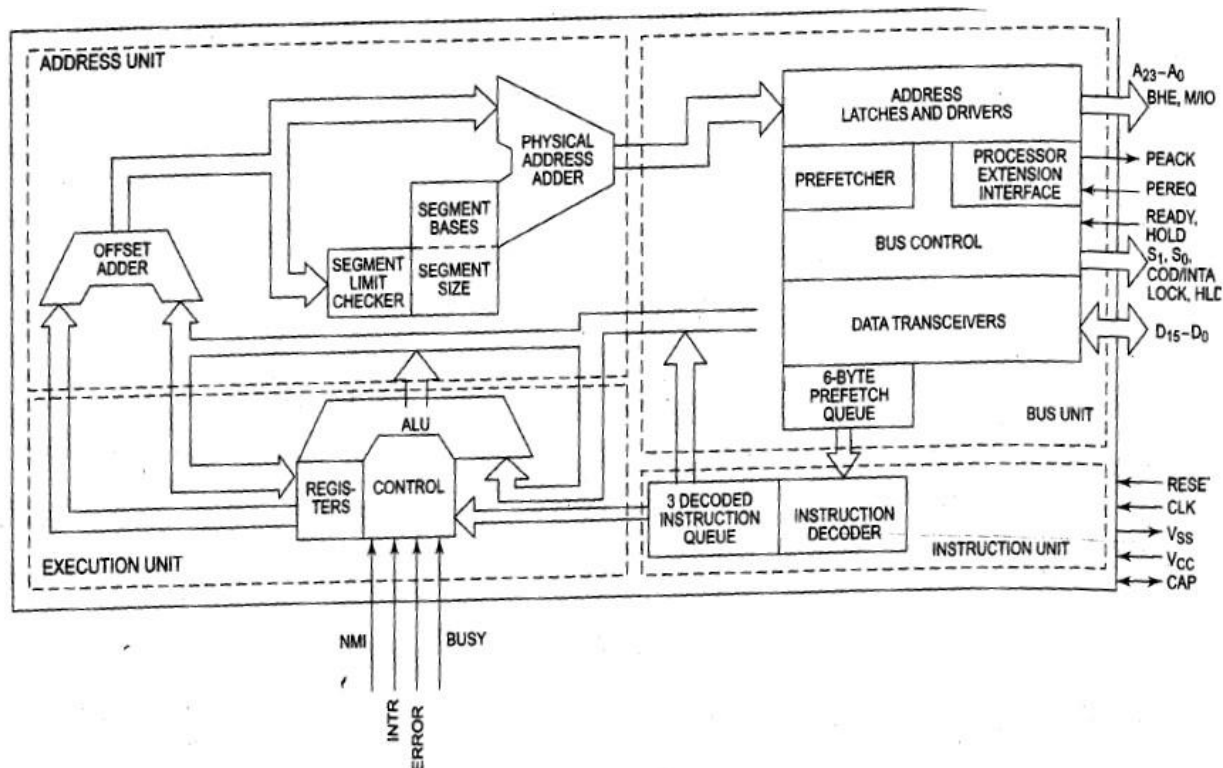 ADDRESS UNIT
OFFSET
ADDER
PHYSICAL
ADDRESS
ADDER
SEGMENT
BASES
SEGMENT
LIMIT
CHECKER
SEGMENT
SIZE
ADDRESS
LATCHES AND DRIVERS
PREFETCHER
PROCESSOR
EXTENSION
INTERFACE
BUS CONTROL
DATA TRANSCEIVERS
6-BYTE
PREFETCH
QUEUE
BUS UNIT
A23–A0
BHE, M/IO
PEACK
PEREQ
READY,
HOLD
S1, S0,
COD/INTA
LOCK, HLD
D15–D0
ALU
REGIS-
TERS
CONTROL
EXECUTION UNIT
3 DECODED
INSTRUCTION
QUEUE
INSTRUCTION
DECODER
INSTRUCTION UNIT
RESE
CLK
VSS
VCC
CAP
NMI
INTR
ERROR
BUSY